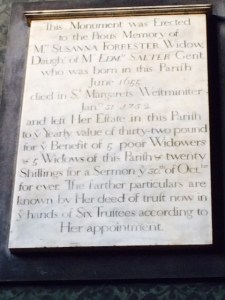 This Monument was Erected
to the Pious Memory of
Mrs SUSANNA FORRESTER Widow,
Daugh. of Mr EDMd SALTER Gent.
who was born in this Parish
June
died in St. Margarets Westminster
Jan.
and left Her Estate in this Parish
to ye Yearly value of thirty-two pound
for ye Benefit of 5 poor Widowers
& 5 Widows of this Parish & twenty
Shillings for a Sermon ye of Oct.
for ever. The farther particulars are
known by Her deed of trust now in
ye hands of Six Trustees according to
Her appointment.